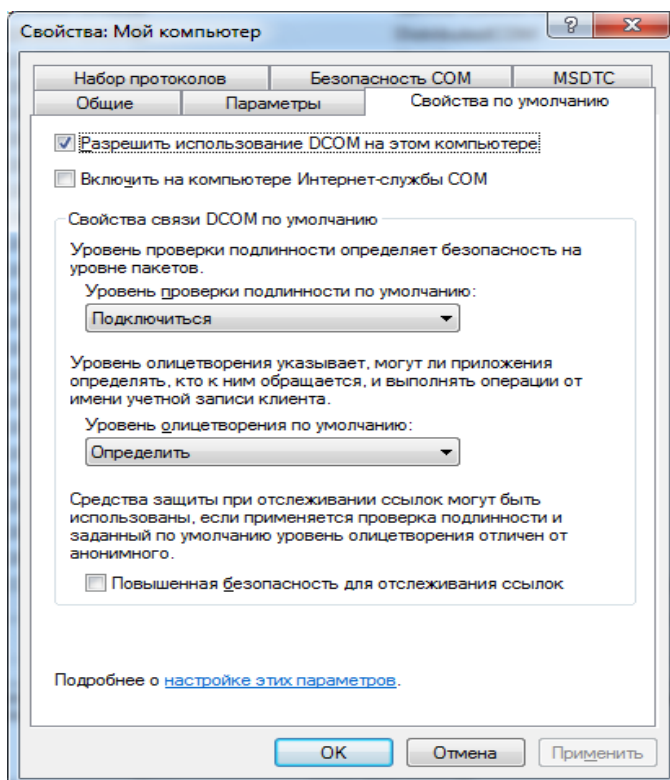 Свойства: Мой компьютер
Набор протоколов
Безопасность COM
MSDTC
Общие
Параметры
Свойства по умолчанию
Разрешить использование DCOM на этом компьютере
Включить на компьютере Интернет-службы COM
Свойства связи DCOM по умолчанию
Уровень проверки подлинности определяет безопасность на
уровне пакетов.
Уровень проверки подлинности по умолчанию:
Подключиться
Уровень олицетворения указывает, могут ли приложения
определять, кто к ним обращается, и выполнять операции от
имени учетной записи клиента.
Уровень олицетворения по умолчанию:
Определить
Средства защиты при отслеживании ссылок могут быть
использованы, если применяется проверка подлинности и
заданный по умолчанию уровень олицетворения отличен от
анонимного.
Повышенная безопасность для отслеживания ссылок
Подробнее о настройке этих параметров.
OK
Отмена
Применить